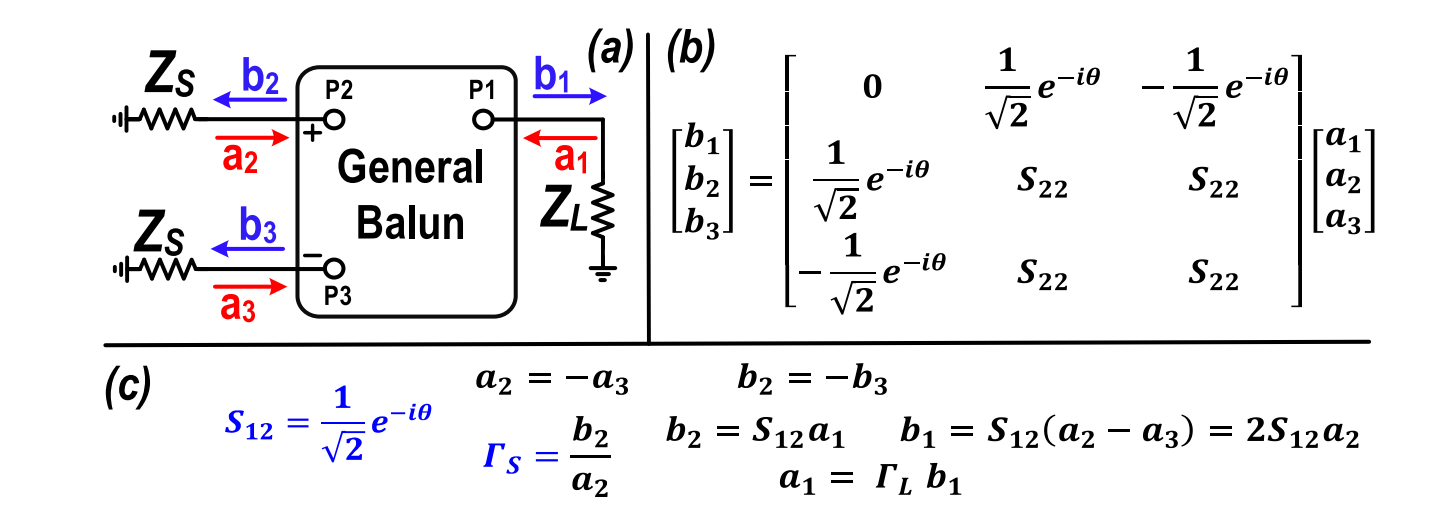 (a)
Z_S b_2 P2 P1 b_1
+
a_2 a_1
General
Balun
Z_S b_3 Z_L
−
a_3 P3
(b)
[b_1 b_2 b_3] = [0 1/√2 e^{-iθ} −1/√2 e^{-iθ}
1/√2 e^{-iθ} S_22 S_22
−1/√2 e^{-iθ} S_22 S_22] [a_1 a_2 a_3]
(c)
a_2 = −a_3 b_2 = −b_3
S_12 = 1/√2 e^{-iθ}
Γ_S = b_2/a_2 b_2 = S_12 a_1 b_1 = S_12(a_2 − a_3) = 2S_12 a_2
a_1 = Γ_L b_1